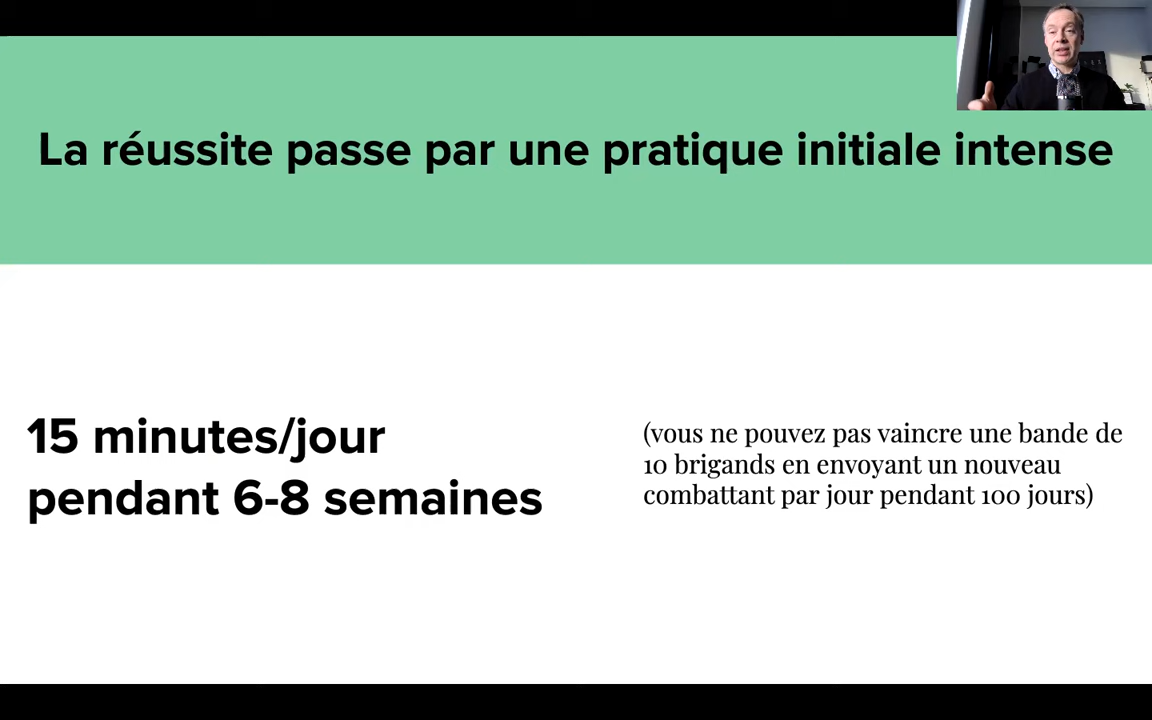 La réussite passe par une pratique initiale intense
15 minutes/jour
pendant 6-8 semaines
(vous ne pouvez pas vaincre une bande de
10 brigands en envoyant un nouveau
combattant par jour pendant 100 jours)